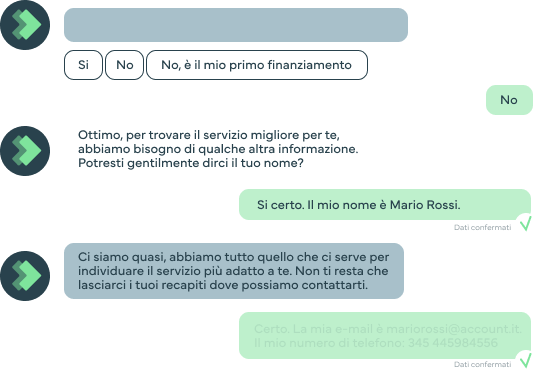 Si
No
No, è il mio primo finanziamento
No
Ottimo, per trovare il servizio migliore per te,
abbiamo bisogno di qualche altra informazione.
Potresti gentilmente dirci il tuo nome?
Si certo. Il mio nome è Mario Rossi.
Dati confermati
Ci siamo quasi, abbiamo tutto quello che ci serve per
individuare il servizio più adatto a te. Non ti resta che
lasciarci i tuoi recapiti dove possiamo contattarti.
Certo. La mia e-mail è mariorossi@account.it.
Il mio numero di telefono: 345 445984556
Dati confermati